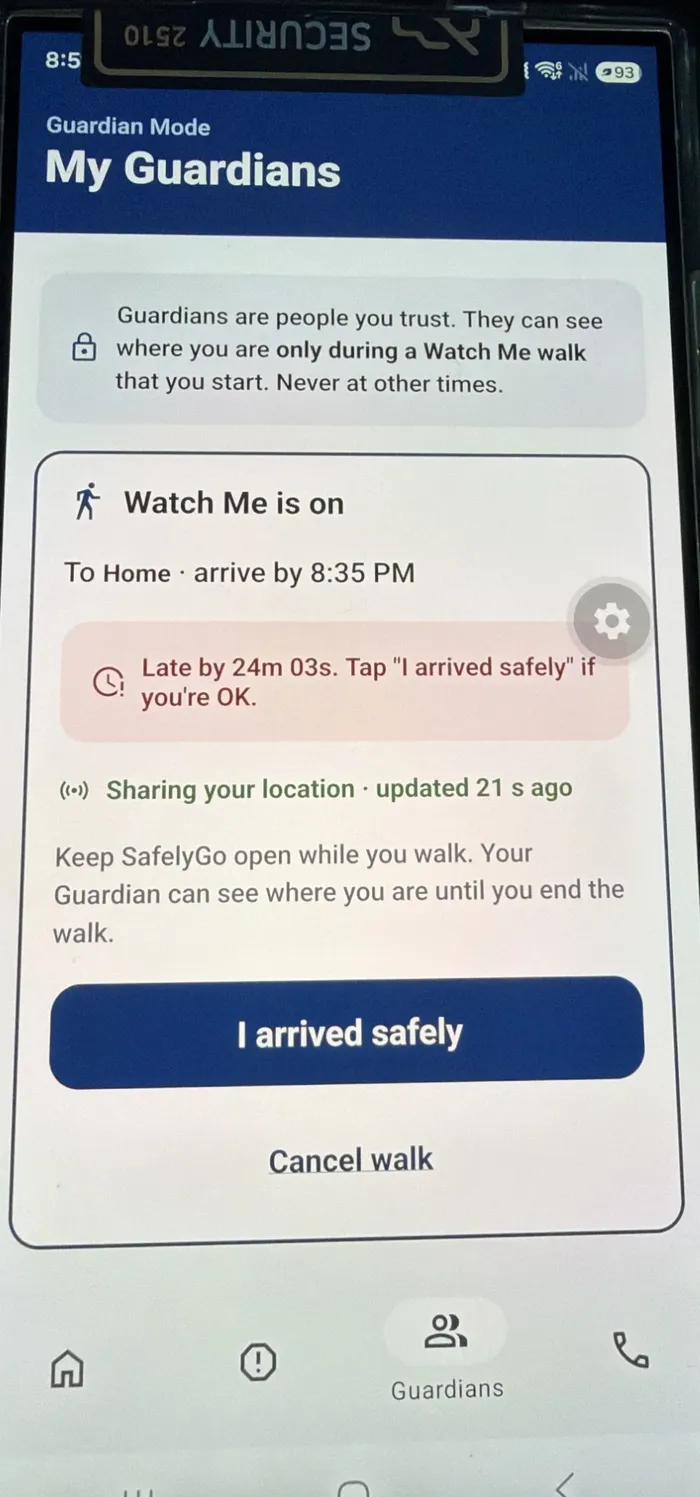 SECURITY 2510
8:5
93
Guardian Mode
My Guardians
Guardians are people you trust. They can see
where you are only during a Watch Me walk
that you start. Never at other times.
Watch Me is on
To Home · arrive by 8:35 PM
Late by 24m 03s. Tap "I arrived safely" if
you're OK.
Sharing your location · updated 21 s ago
Keep SafelyGo open while you walk. Your
Guardian can see where you are until you end the
walk.
I arrived safely
Cancel walk
Guardians